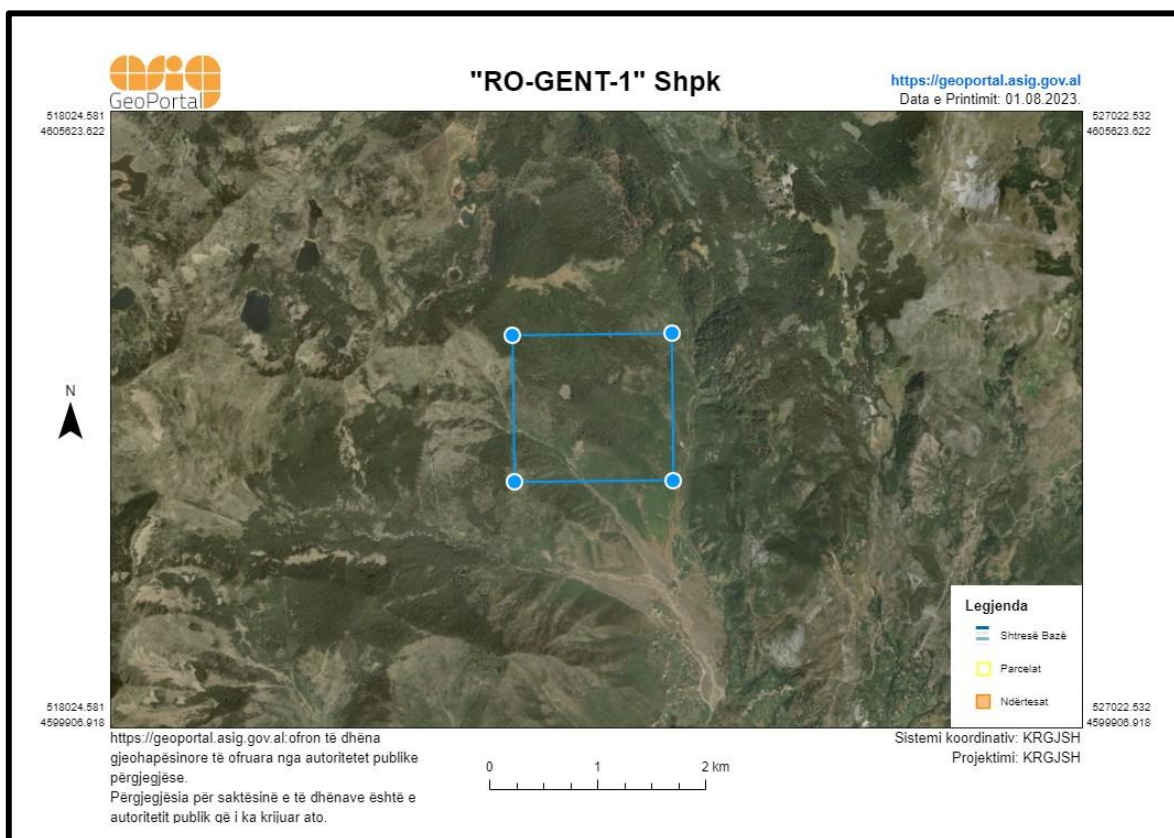 asig
GeoPortal
"RO-GENT-1" Shpk
https://geoportal.asig.gov.al
Data e Printimit: 01.08.2023.
518024.581
4605623.622
527022.532
4605623.622
N
Legjenda
Shtresë Bazë
Parcelat
Ndërtesat
518024.581
4599906.918
527022.532
4599906.918
https://geoportal.asig.gov.al:ofron të dhëna
gjeohapësinore të ofruara nga autoritetet publike
përgjegjëse.
Përgjegjësia për saktësinë e të dhënave është e
autoritetit publik që i ka krijuar ato.
0 1 2 km
Sistemi koordinativ: KRGJSH
Projektimi: KRGJSH